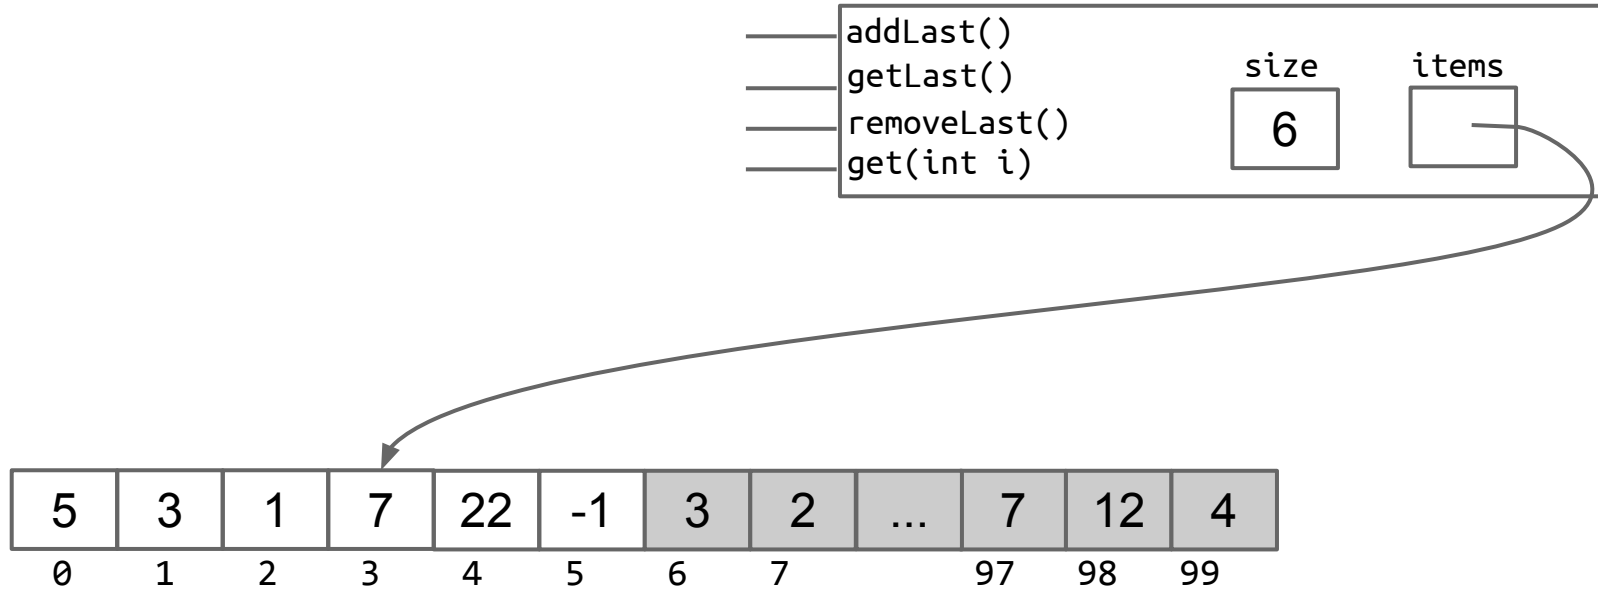 addLast()
getLast()
removeLast()
get(int i)
size
items
6
5 3 1 7 22 -1 3 2 ... 7 12 4
0 1 2 3 4 5 6 7 97 98 99